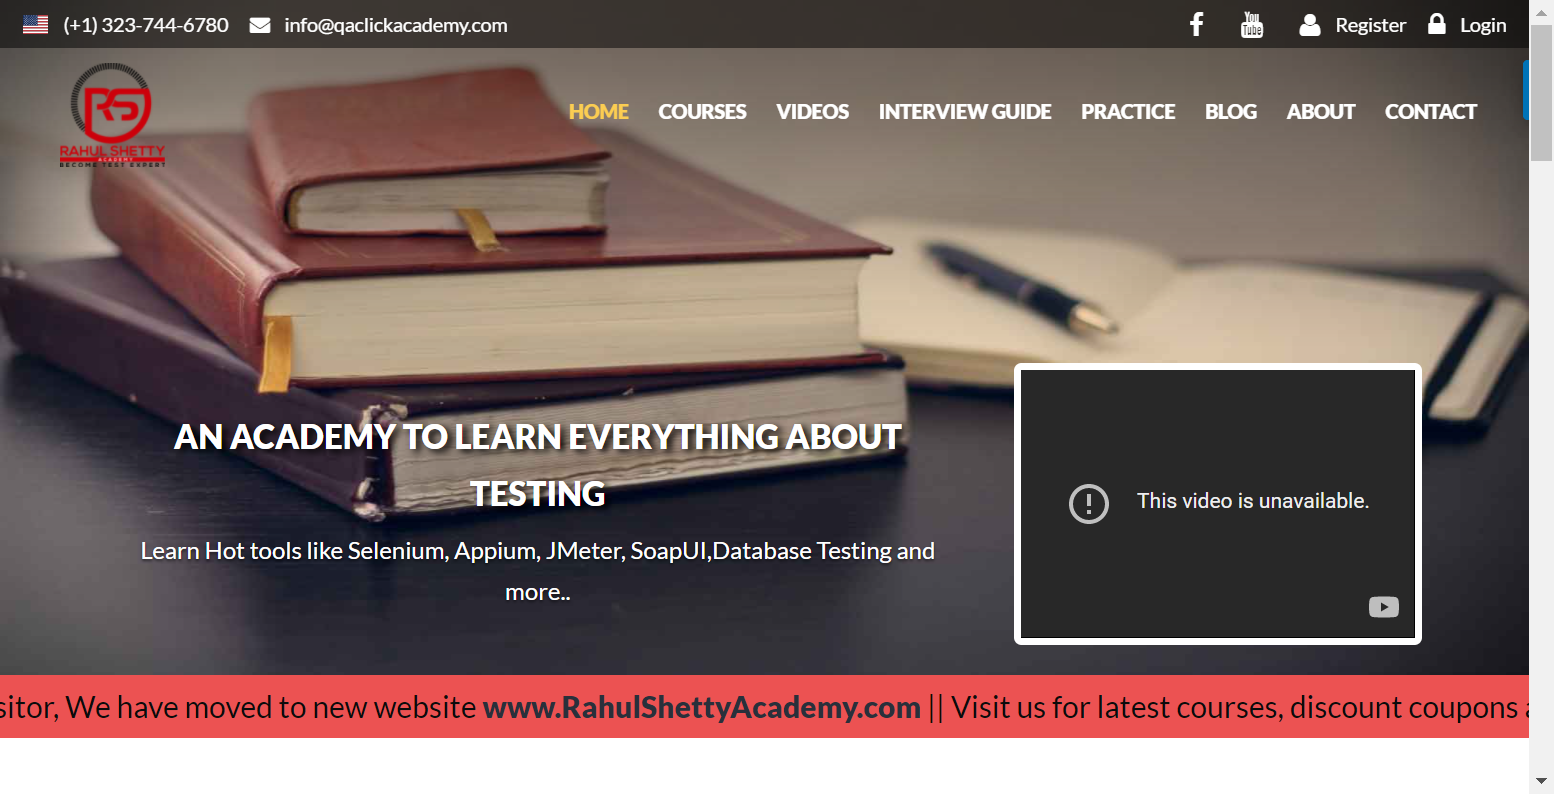 (+1) 323-744-6780 info@qaclickacademy.com You Tube Register Login
RS
RAHUL SHETTY
ACADEMY
BECOME TEST EXPERT
HOME COURSES VIDEOS INTERVIEW GUIDE PRACTICE BLOG ABOUT CONTACT
AN ACADEMY TO LEARN EVERYTHING ABOUT
TESTING
Learn Hot tools like Selenium, Appium, JMeter, SoapUI,Database Testing and
more..
This video is unavailable.
sitor, We have moved to new website www.RahulShettyAcademy.com || Visit us for latest courses, discount coupons a